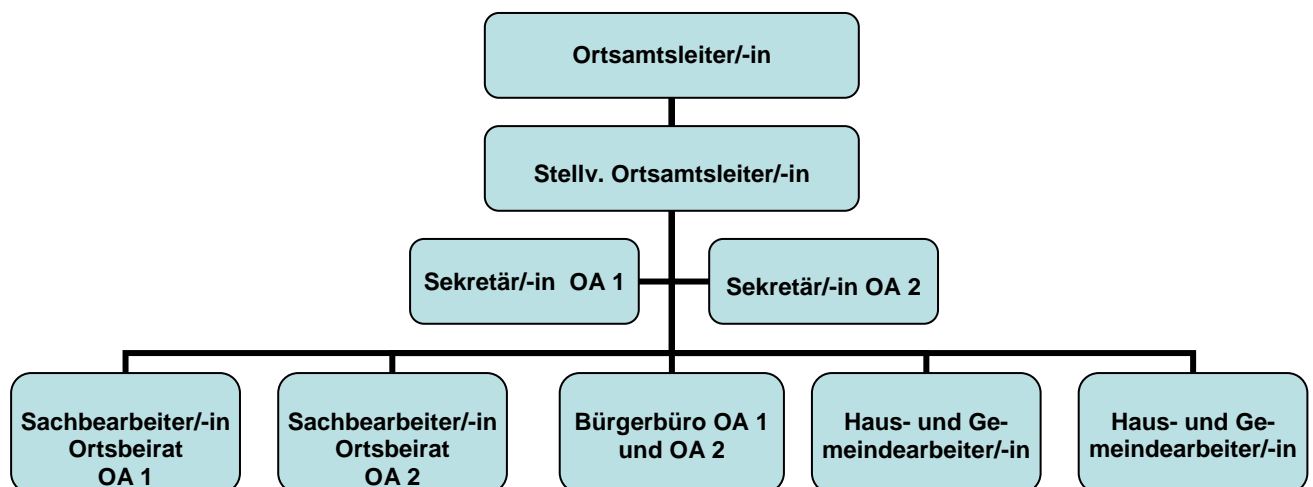 Ortsamtsleiter/-in
Stellv. Ortsamtsleiter/-in
Sekretär/-in OA 1
Sekretär/-in OA 2
Sachbearbeiter/-in
Ortsbeirat
OA 1
Sachbearbeiter/-in
Ortsbeirat
OA 2
Bürgerbüro OA 1
und OA 2
Haus- und Ge-
meindearbeiter/-in
Haus- und Ge-
meindearbeiter/-in